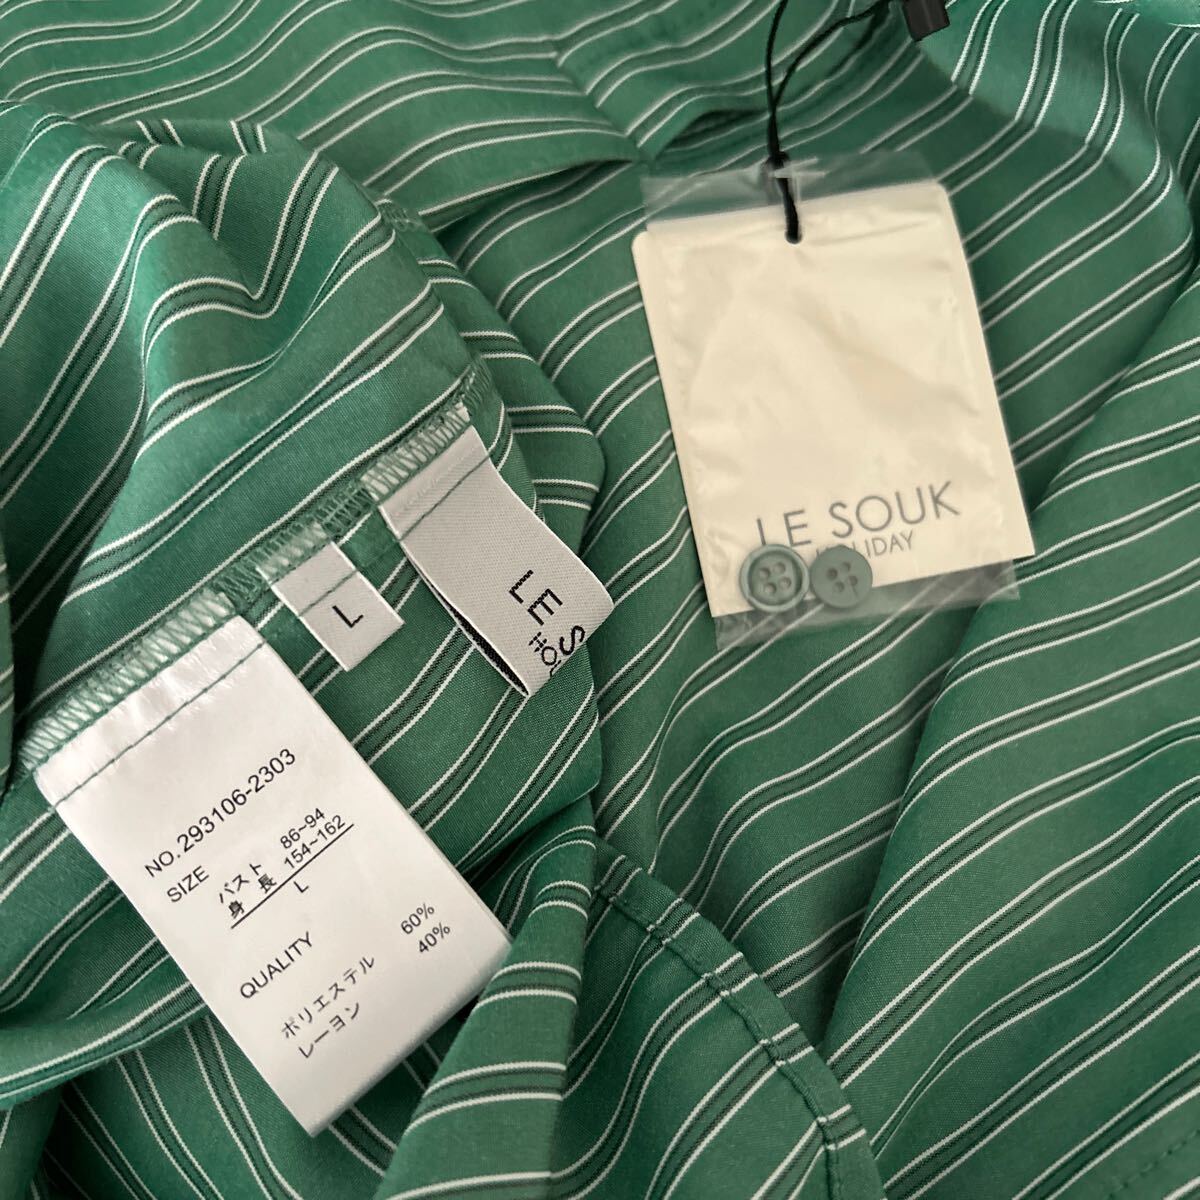 LE SOUK
LE
NO.293106-2303
SIZE
バスト 86~94
身 長 154~162
L
QUALITY
ポリエステル 60%
レーヨン 40%
L